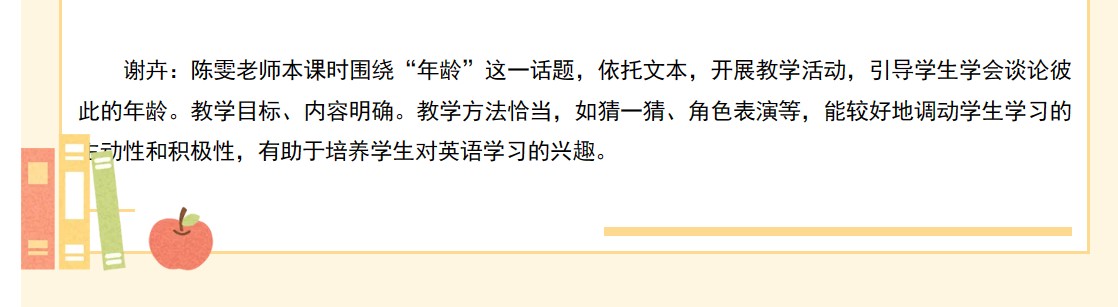 谢卉：陈雯老师本课时围绕“年龄”这一话题，依托文本，开展教学活动，引导学生学会谈论彼
此的年龄。教学目标、内容明确。教学方法恰当，如猜一猜、角色表演等，能较好地调动学生学习的
主动性和积极性，有助于培养学生对英语学习的兴趣。